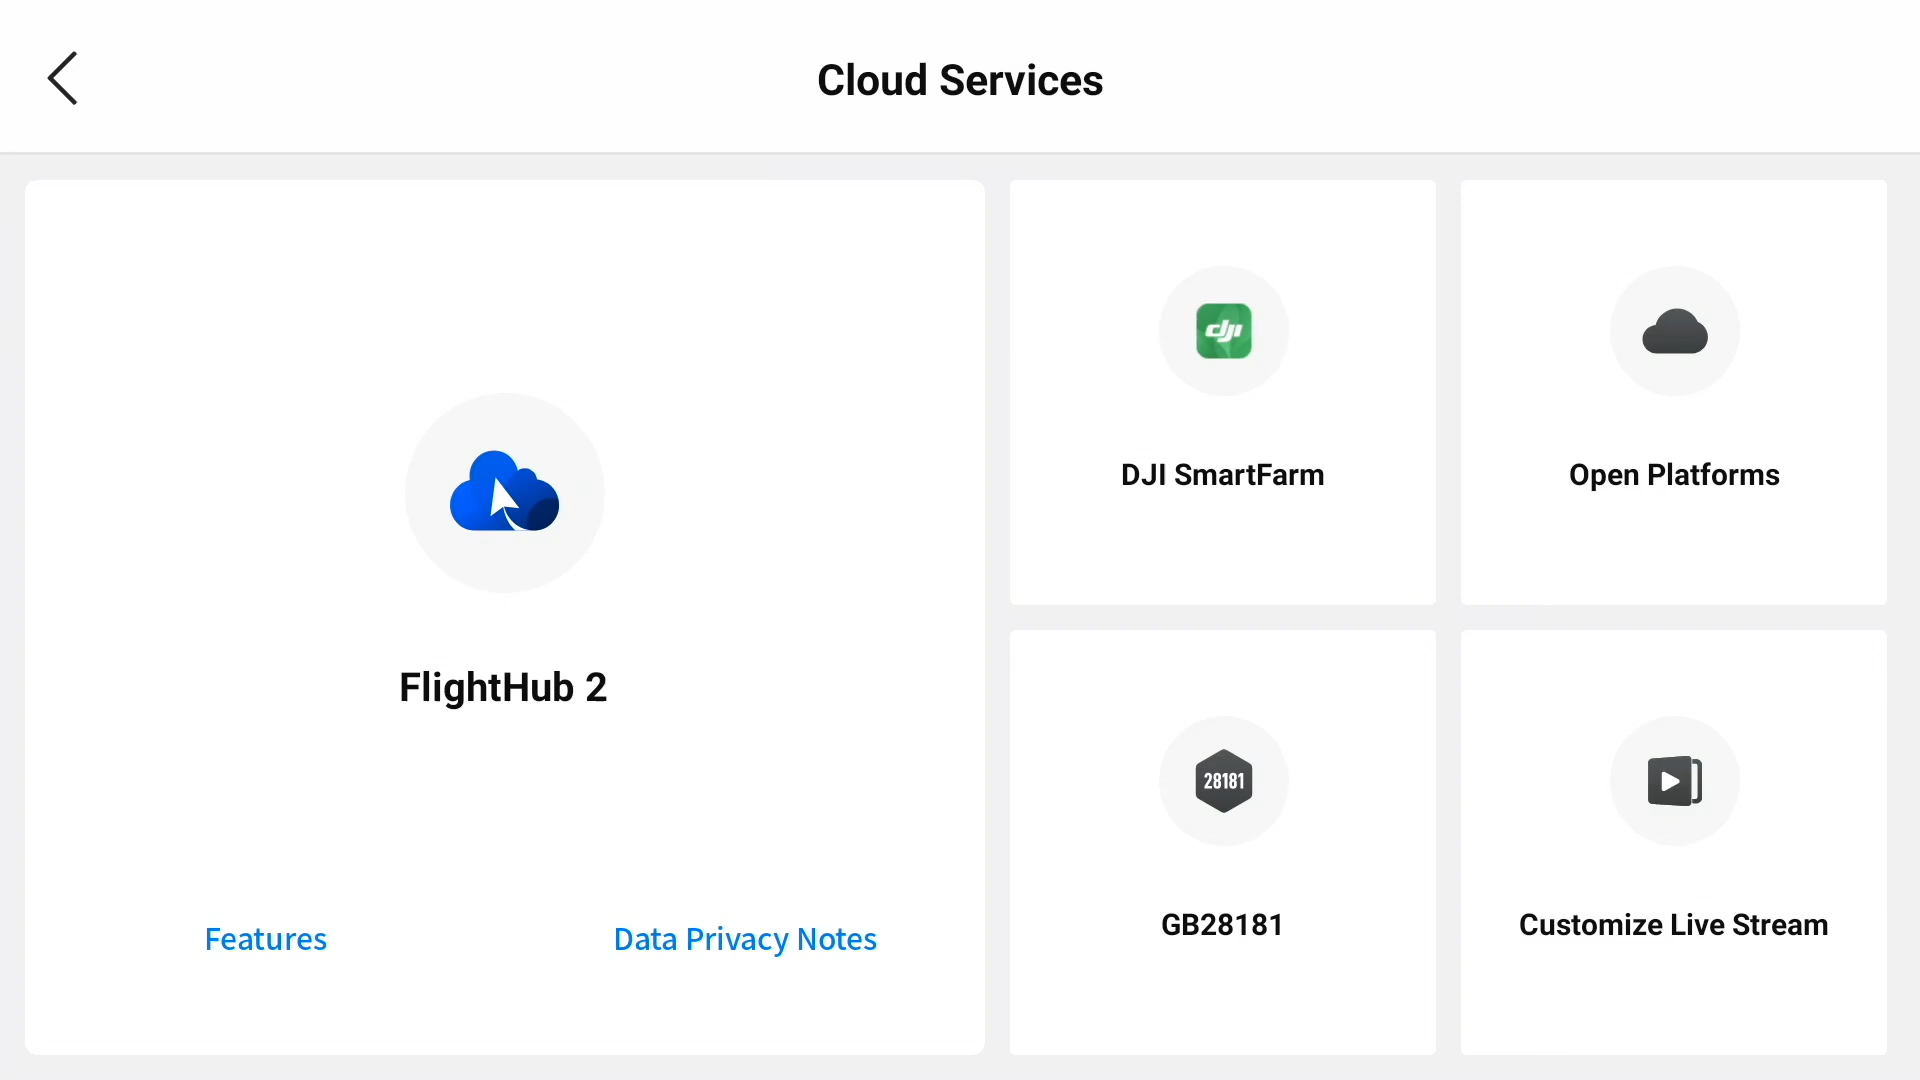 Cloud Services
FlightHub 2
Features
Data Privacy Notes
dji
DJI SmartFarm
Open Platforms
28181
GB28181
Customize Live Stream